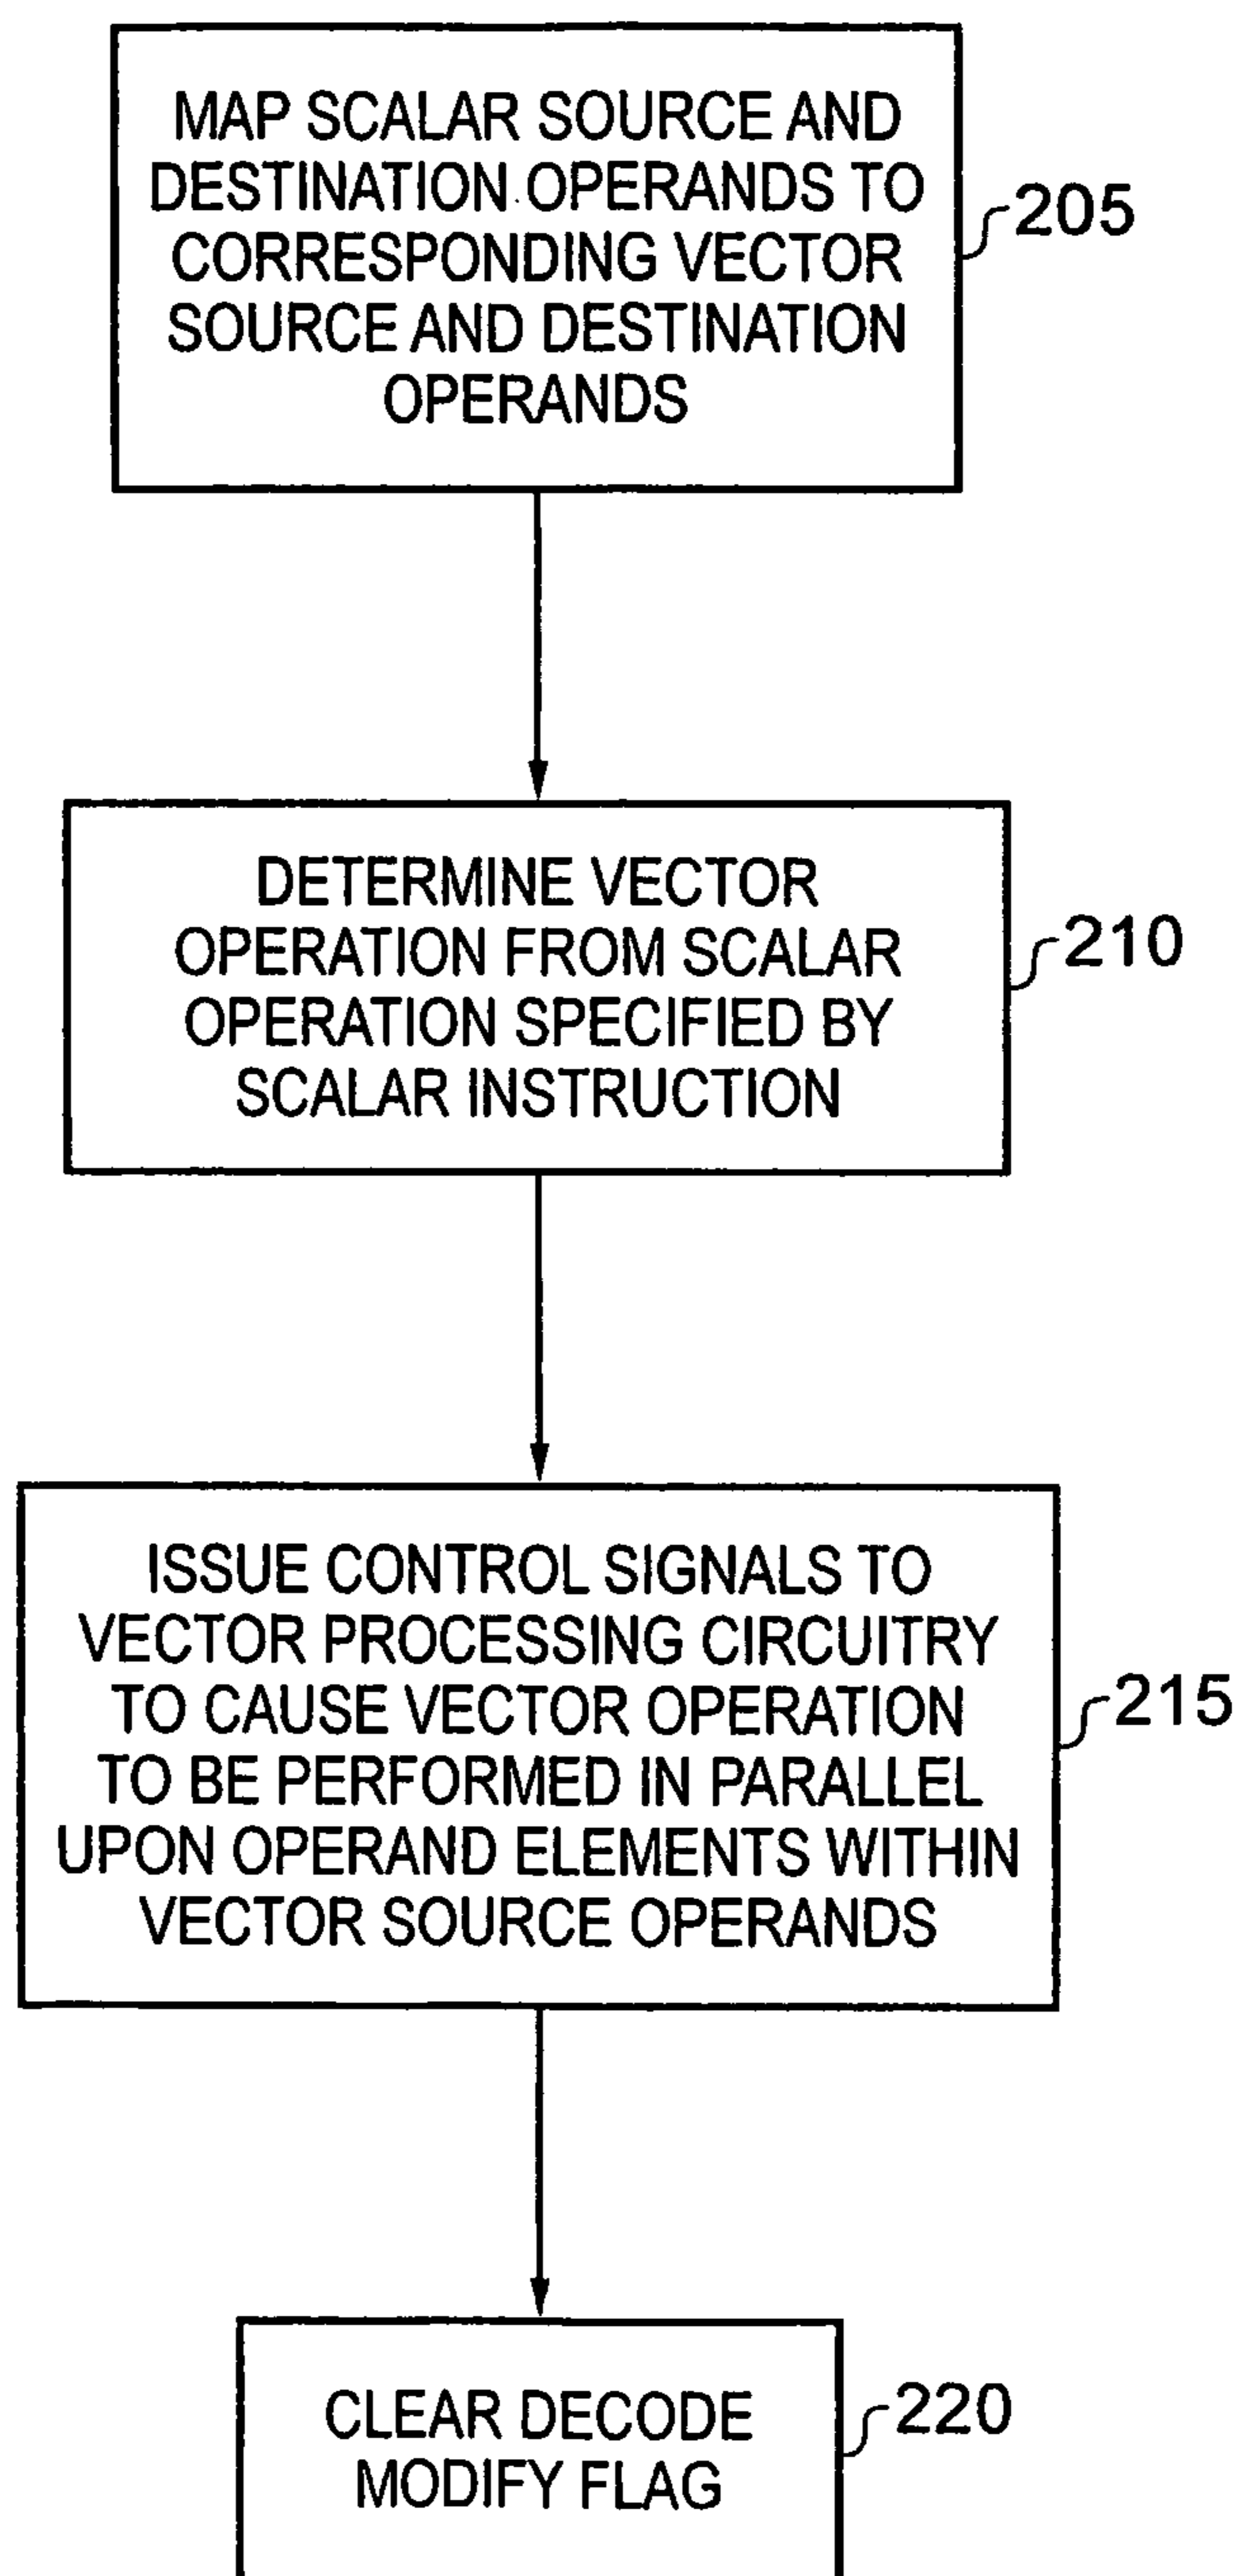 MAP SCALAR SOURCE AND
DESTINATION OPERANDS TO
CORRESPONDING VECTOR
SOURCE AND DESTINATION
OPERANDS
205
DETERMINE VECTOR
OPERATION FROM SCALAR
OPERATION SPECIFIED BY
SCALAR INSTRUCTION
210
ISSUE CONTROL SIGNALS TO
VECTOR PROCESSING CIRCUITRY
TO CAUSE VECTOR OPERATION
TO BE PERFORMED IN PARALLEL
UPON OPERAND ELEMENTS WITHIN
VECTOR SOURCE OPERANDS
215
CLEAR DECODE
MODIFY FLAG
220